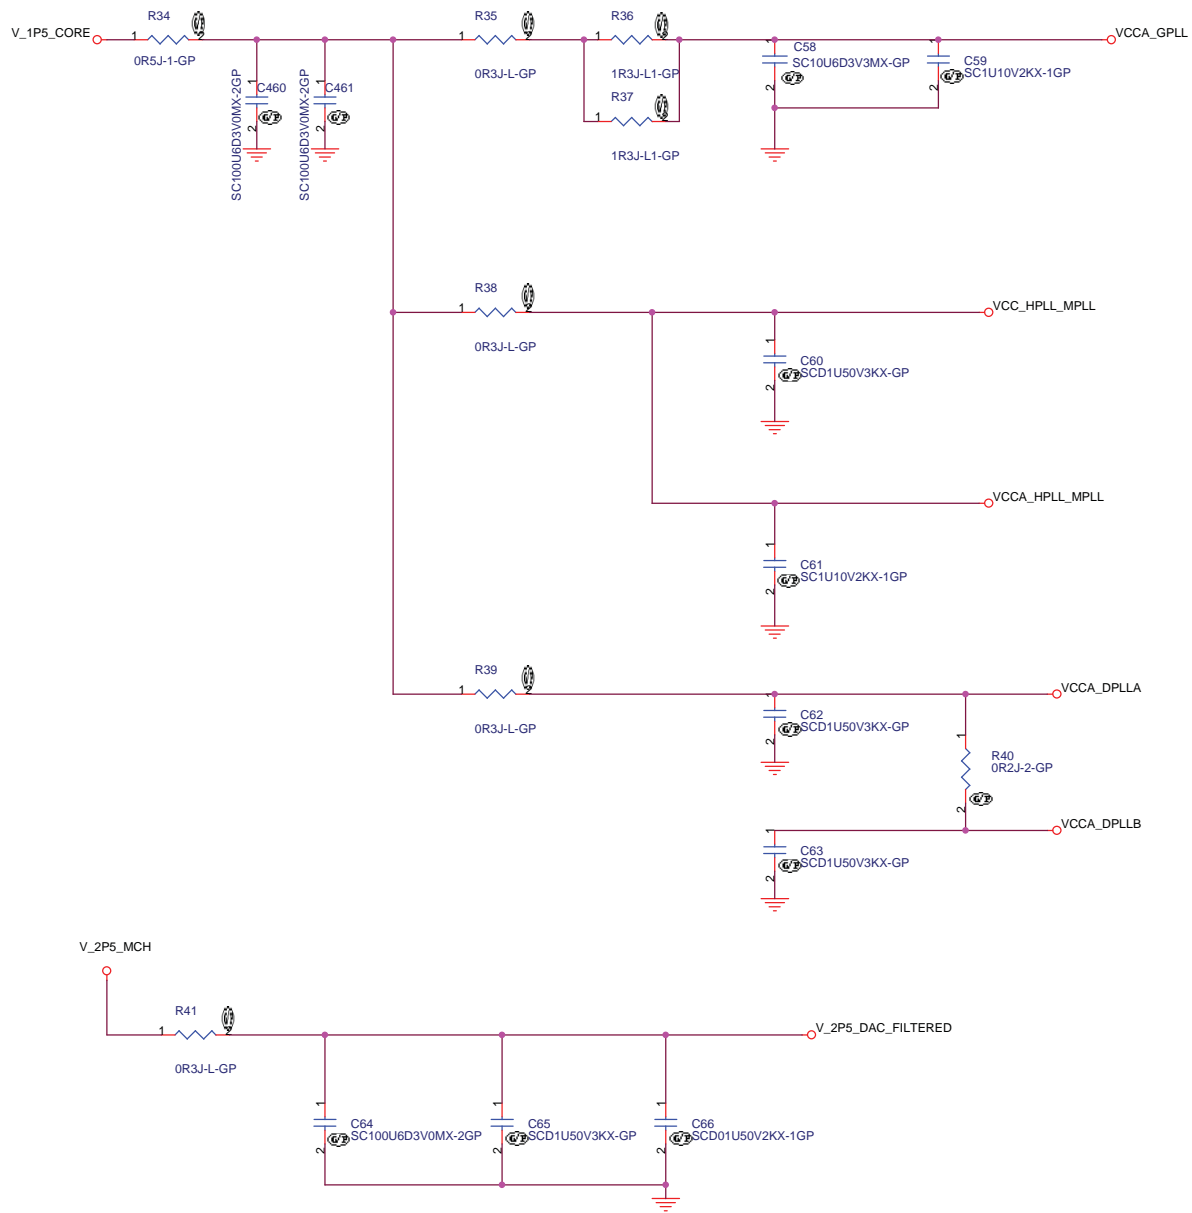 V_1P5_CORE
R34
1
2
0R5J-1-GP
C460
1
2
SC100U6D3V0MX-2GP
C461
1
2
SC100U6D3V0MX-2GP
R35
1
2
0R3J-L-GP
R36
1
2
1R3J-L1-GP
R37
1
2
1R3J-L1-GP
1
C58
SC10U6D3V3MX-GP
G/P
2
1
C59
SC1U10V2KX-1GP
G/P
2
VCCA_GPLL
R38
1
2
0R3J-L-GP
VCC_HPLL_MPLL
1
C60
SCD1U50V3KX-GP
G/P
2
VCCA_HPLL_MPLL
1
C61
SC1U10V2KX-1GP
G/P
2
R39
1
2
0R3J-L-GP
VCCA_DPLLA
1
C62
SCD1U50V3KX-GP
G/P
2
1
R40
0R2J-2-GP
G/P
2
VCCA_DPLLB
1
C63
SCD1U50V3KX-GP
G/P
2
V_2P5_MCH
R41
1
2
0R3J-L-GP
V_2P5_DAC_FILTERED
1
C64
SC100U6D3V0MX-2GP
G/P
2
1
C65
SCD1U50V3KX-GP
G/P
2
1
C66
SCD01U50V2KX-1GP
G/P
2